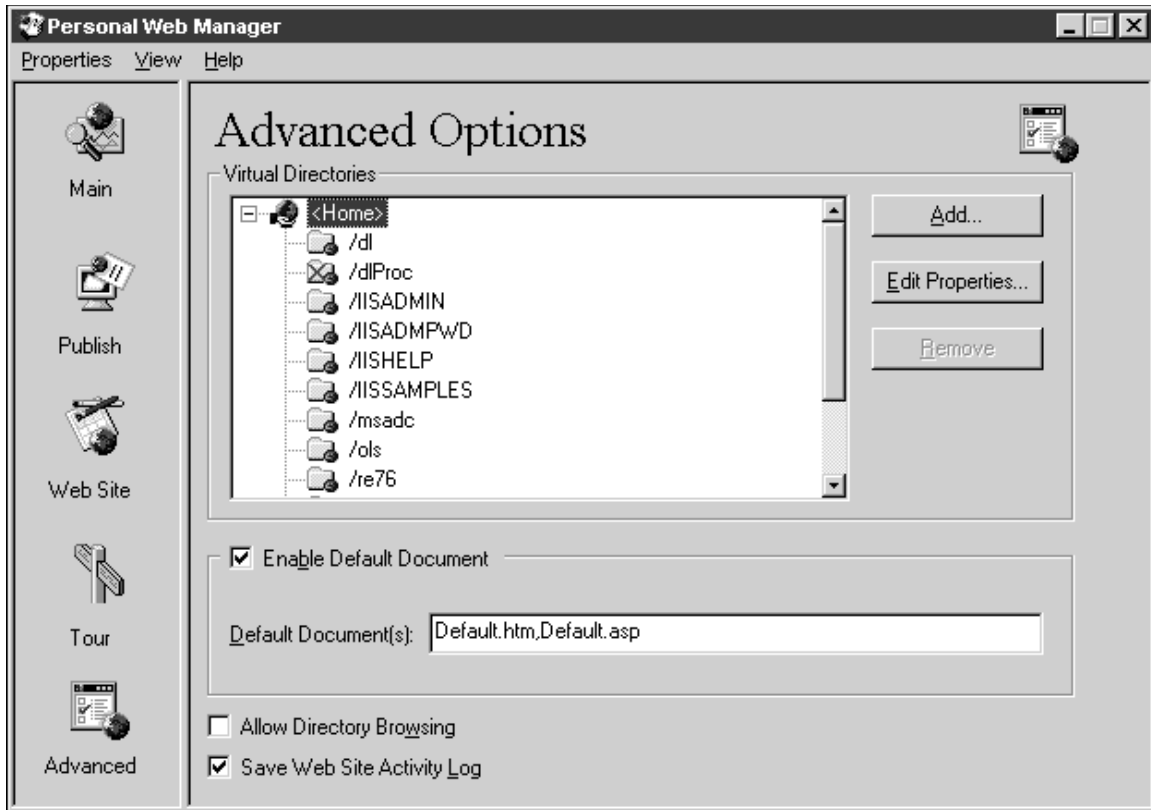 Personal Web Manager
Properties View Help
Main
Publish
Web Site
Tour
Advanced
Advanced Options
Virtual Directories
<Home>
/dl
/dlProc
/IISADMIN
/IISADMPWD
/IISHELP
/IISSAMPLES
/msadc
/ols
/re76
Add...
Edit Properties...
Remove
Enable Default Document
Default Document(s): Default.htm,Default.asp
Allow Directory Browsing
Save Web Site Activity Log